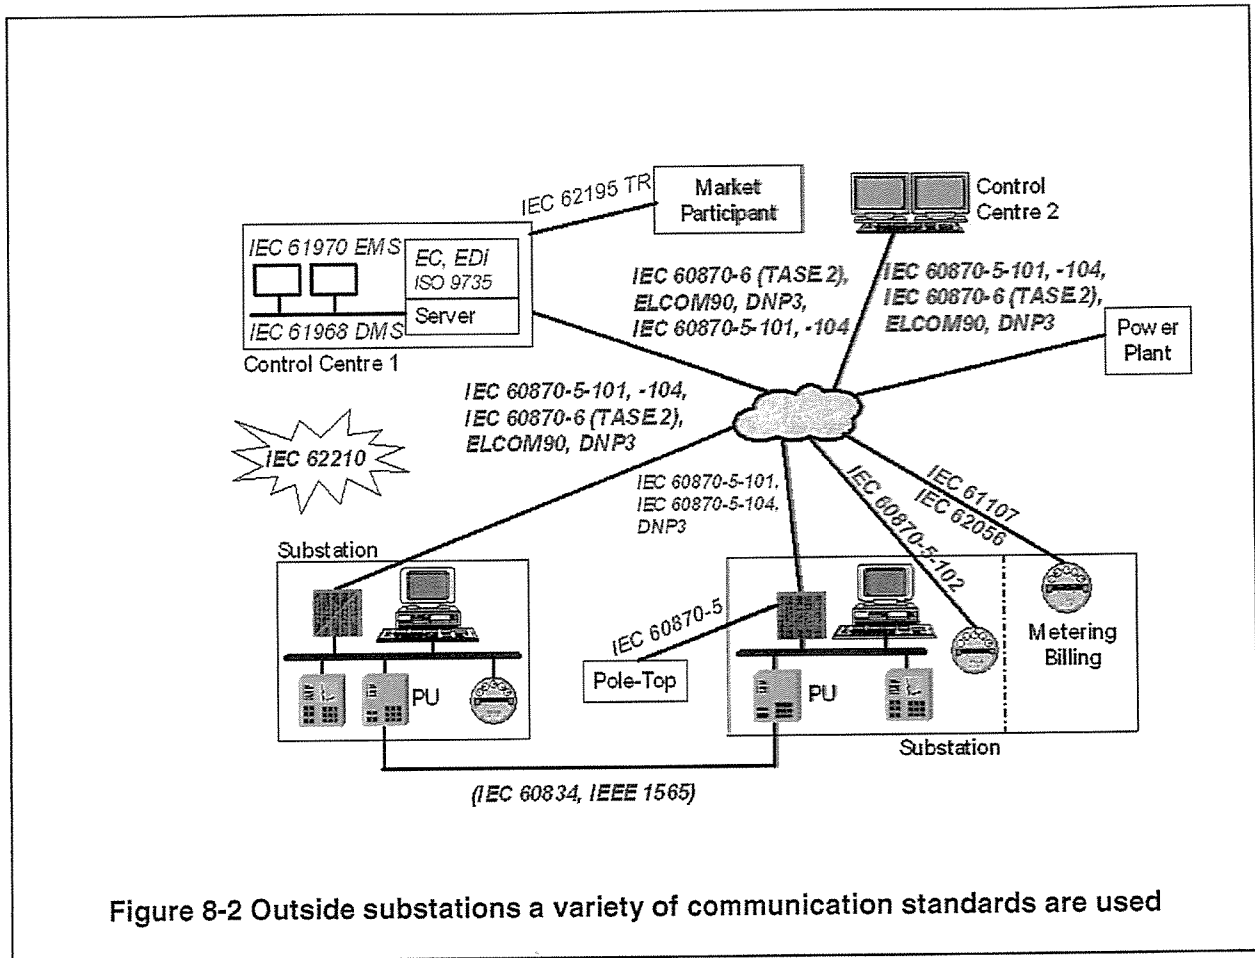 IEC 62195 TR
Market
Participant
Control
Centre 2
IEC 61970 EMS
EC, EDI
ISO 9735
Server
IEC 61968 DMS
Control Centre 1
IEC 60870-6 (TASE.2),
ELCOM90, DNP3,
IEC 60870-5-101, -104
IEC 60870-5-101, -104,
IEC 60870-6 (TASE.2),
ELCOM90, DNP3
Power
Plant
IEC 60870-5-101, -104,
IEC 60870-6 (TASE.2),
ELCOM90, DNP3
IEC 62210
IEC 60870-5-101,
IEC 60870-5-104,
DNP3
IEC 61107
IEC 62056
IEC 60870-5-102
Substation
PU
IEC 60870-5
Pole-Top
PU
Metering
Billing
Substation
(IEC 60834, IEEE 1565)
Figure 8-2 Outside substations a variety of communication standards are used